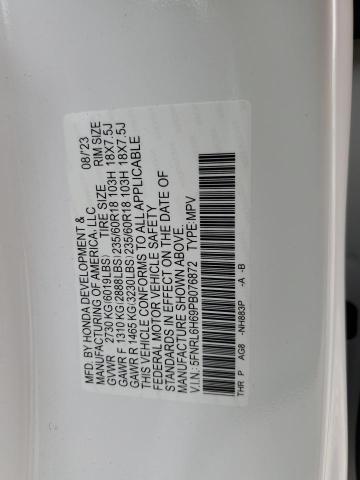 MFD.BY HONDA DEVELOPMENT & 08/'23
MANUFACTURING OF AMERICA, LLC
GVWR 2730 KG(6019LBS) TIRE SIZE RIM SIZE
GAWR F 1310 KG(2888LBS)235/60R18 103H 18X7.5J
GAWR R 1465 KG(3230LBS)235/60R18 103H 18X7.5J
THIS VEHICLE CONFORMS TO ALL APPLICABLE
FEDERAL MOTOR VEHICLE SAFETY
STANDARDS IN EFFECT ON THE DATE OF
MANUFACTURE SHOWN ABOVE.
V.I.N.: 5FNRL6H69PB076872 TYPE:MPV
THR P AG8 -NH883P -A -B